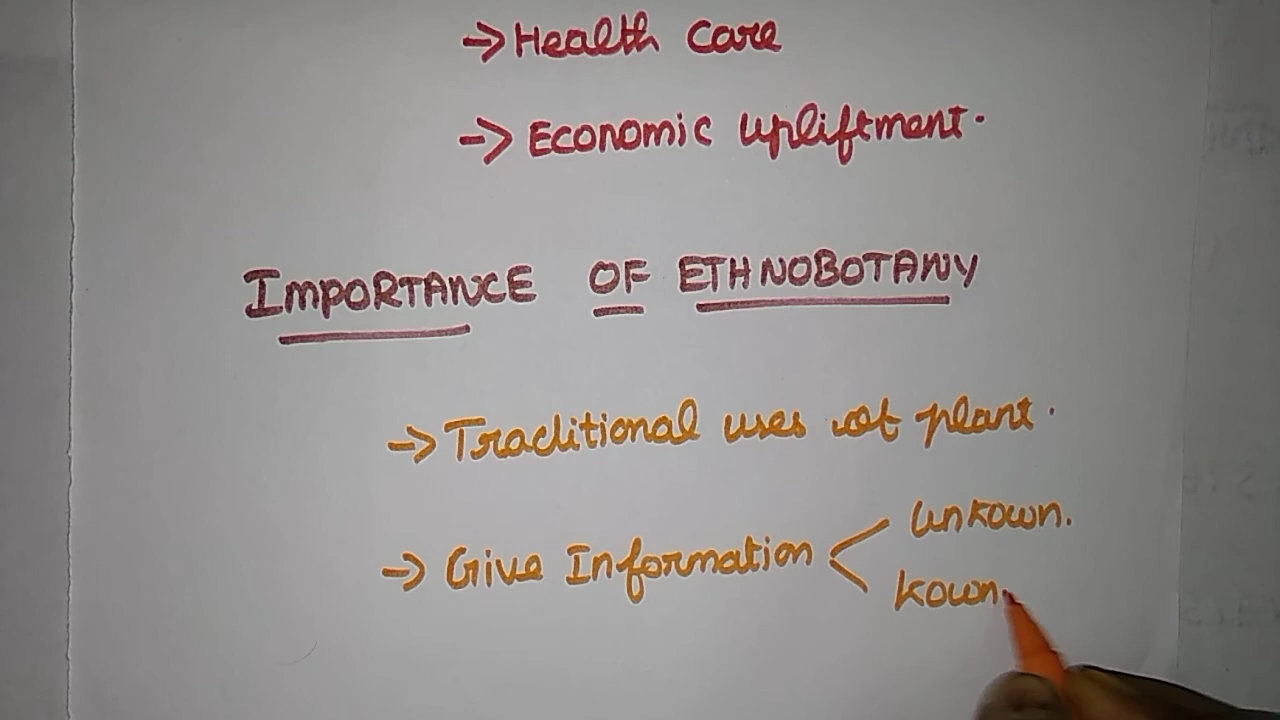 -> Health Care
-> Economic upliftment.
IMPORTANCE OF ETHNOBOTANY
-> Traditional uses of plant.
-> Give Information < unkown.
kown